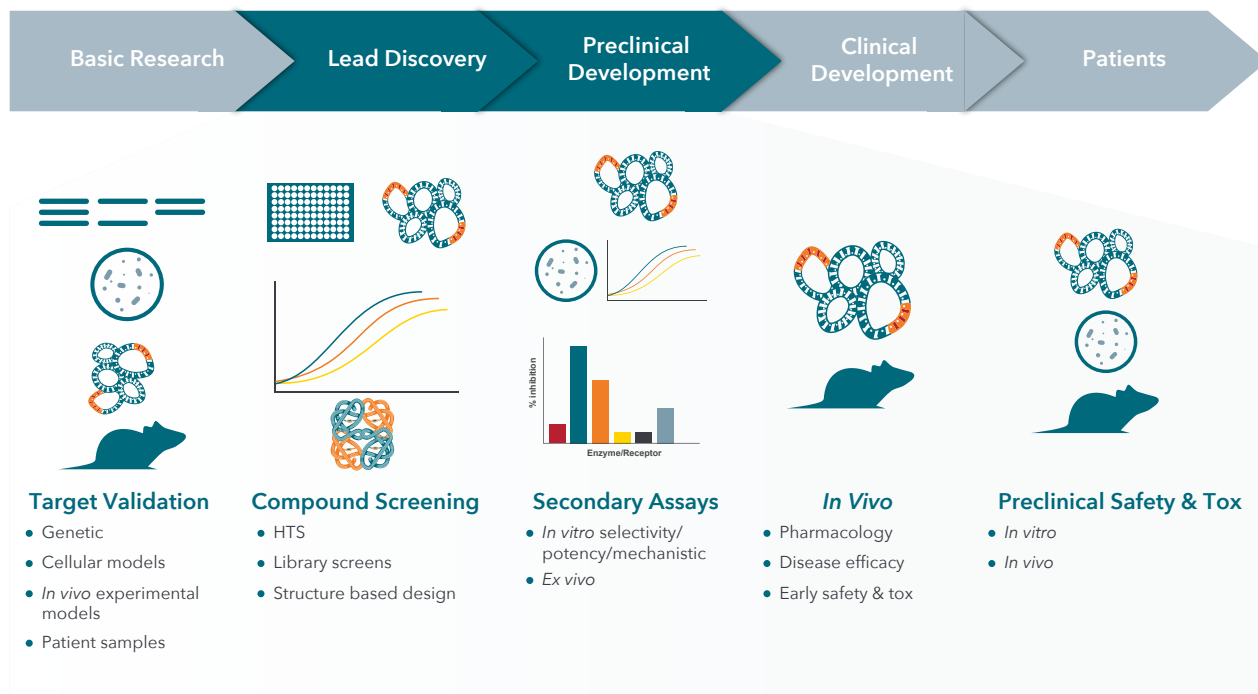 Basic Research
Lead Discovery
Preclinical
Development
Clinical
Development
Patients
% inhibition
Enzyme/Receptor
Target Validation
• Genetic
• Cellular models
• In vivo experimental
models
• Patient samples
Compound Screening
• HTS
• Library screens
• Structure based design
Secondary Assays
• In vitro selectivity/
potency/mechanistic
• Ex vivo
In Vivo
• Pharmacology
• Disease efficacy
• Early safety & tox
Preclinical Safety & Tox
• In vitro
• In vivo